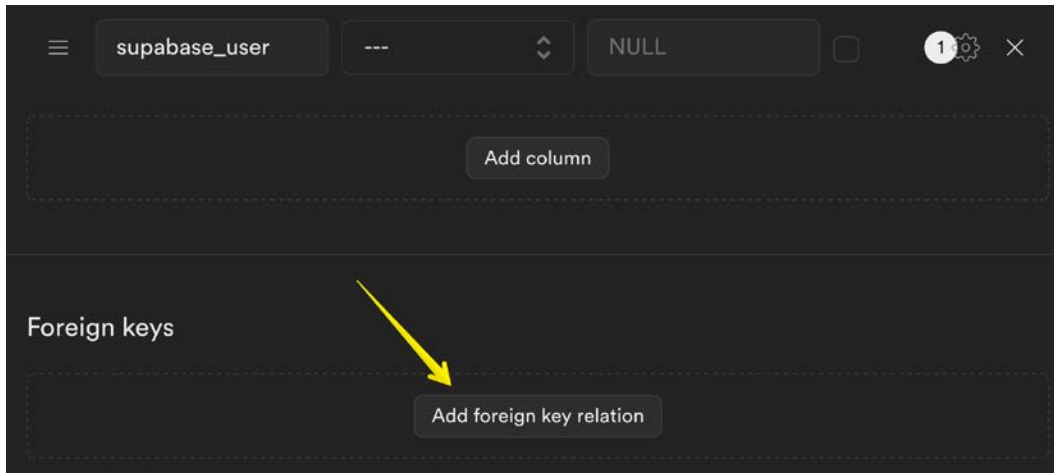 supabase_user --- NULL 1
Add column
Foreign keys
Add foreign key relation